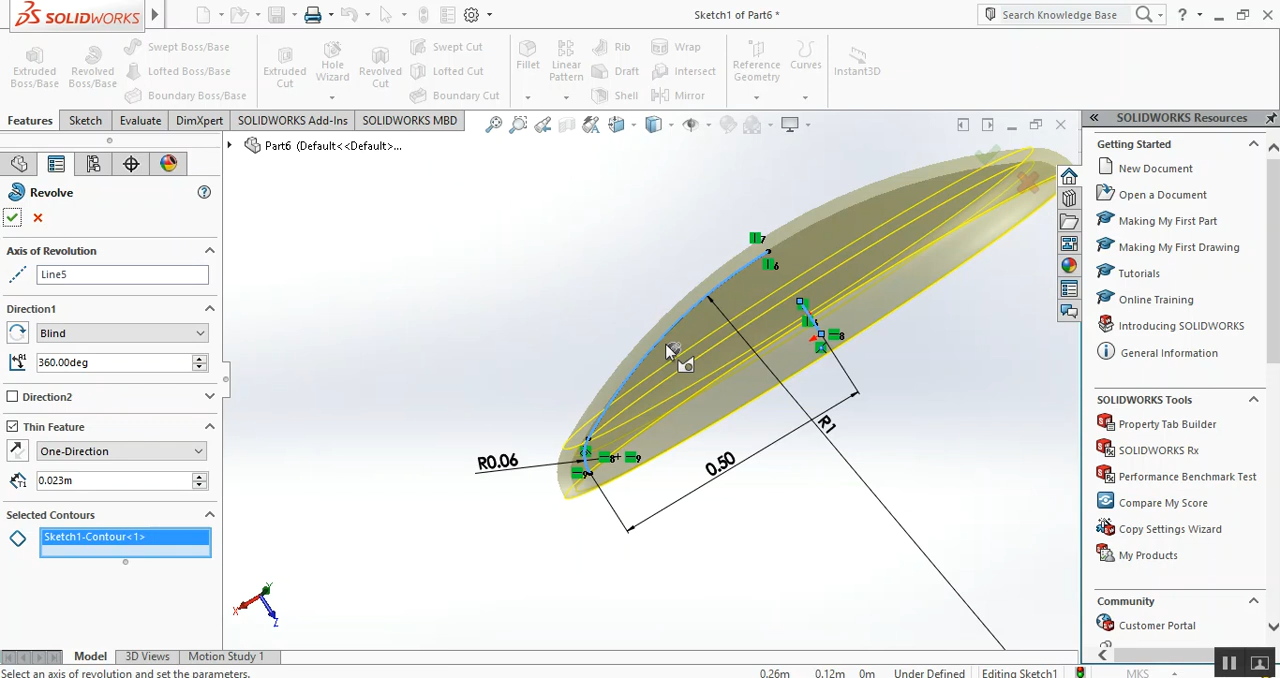 SOLIDWORKS
Sketch1 of Part6 *
Search Knowledge Base
?
Extruded Boss/Base
Revolved Boss/Base
Swept Boss/Base
Lofted Boss/Base
Boundary Boss/Base
Extruded Cut
Hole Wizard
Revolved Cut
Swept Cut
Lofted Cut
Boundary Cut
Fillet
Linear Pattern
Rib
Draft
Shell
Wrap
Intersect
Mirror
Reference Geometry
Curves
Instant3D
Features
Sketch
Evaluate
DimXpert
SOLIDWORKS Add-Ins
SOLIDWORKS MBD
Part6 (Default<<Default>...
Revolve
Axis of Revolution
Line5
Direction1
Blind
360.00deg
Direction2
Thin Feature
One-Direction
0.023m
Selected Contours
Sketch1-Contour<1>
7
6
8
R0.06
8
9
9
0.50
R1
X
Y
Z
SOLIDWORKS Resources
Getting Started
New Document
Open a Document
Making My First Part
Making My First Drawing
Tutorials
Online Training
Introducing SOLIDWORKS
General Information
SOLIDWORKS Tools
Property Tab Builder
SOLIDWORKS Rx
Performance Benchmark Test
Compare My Score
Copy Settings Wizard
My Products
Community
Customer Portal
Model
3D Views
Motion Study 1
Select an axis of revolution and set the parameters.
0.26m
0.12m
0m
Under Defined
Editing Sketch1
MKS